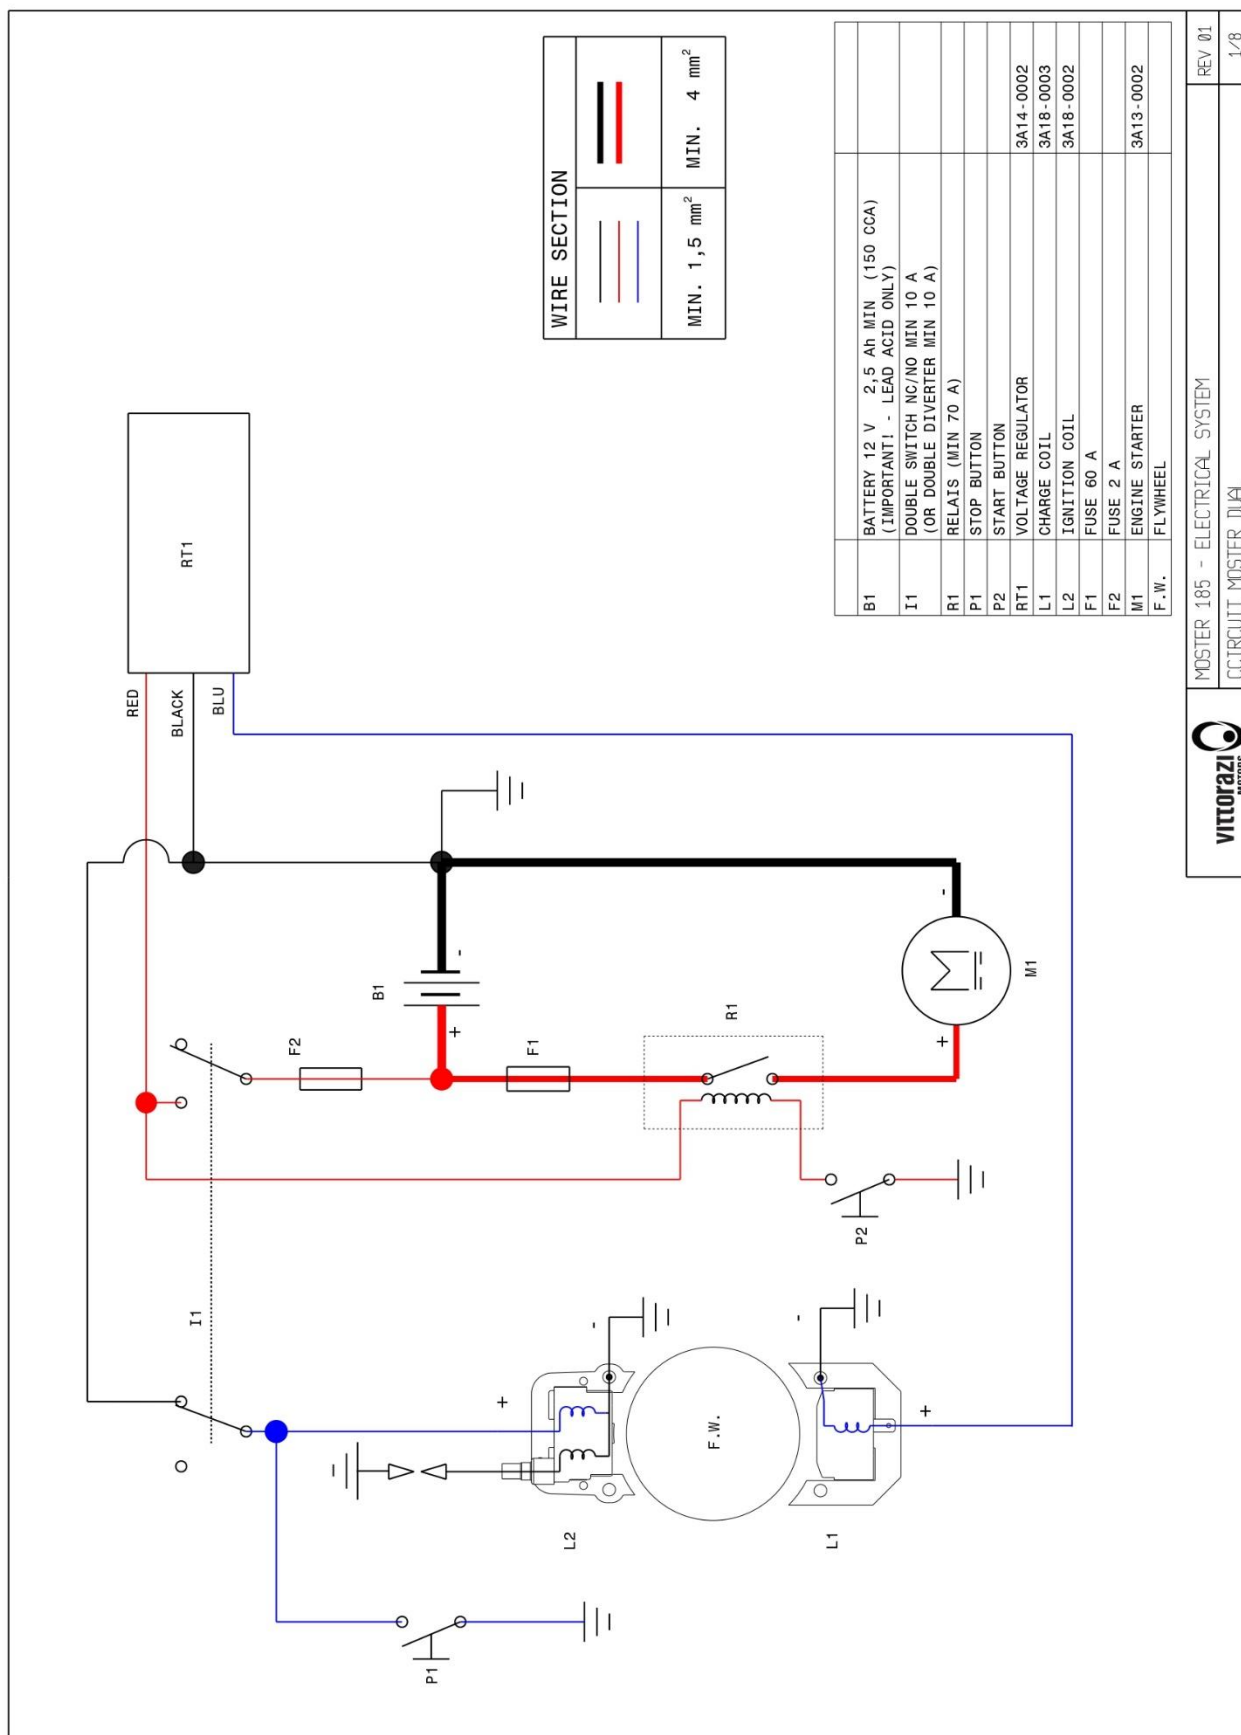 RED
BLACK
RT1
I1
BLU
F2
B1
P1
+ -
+
F1
WIRE SECTION
MIN. 1,5 mm² MIN. 4 mm²
L2
-
F.W.
R1
-
L1
P2
+
+ M -
M1
B1 BATTERY 12 V 2,5 Ah MIN (150 CCA)
(IMPORTANT! - LEAD ACID ONLY)
I1 DOUBLE SWITCH NC/NO MIN 10 A
(OR DOUBLE DIVERTER MIN 10 A)
R1 RELAIS (MIN 70 A)
P1 STOP BUTTON
P2 START BUTTON
RT1 VOLTAGE REGULATOR 3A14-0002
L1 CHARGE COIL 3A18-0003
L2 IGNITION COIL 3A18-0002
F1 FUSE 60 A
F2 FUSE 2 A
M1 ENGINE STARTER 3A13-0002
F.W. FLYWHEEL
vittorazi
MOTORS
MOSTER 185 - ELECTRICAL SYSTEM REV 01
CCIRCUIT MOSTER DUAL 1/8